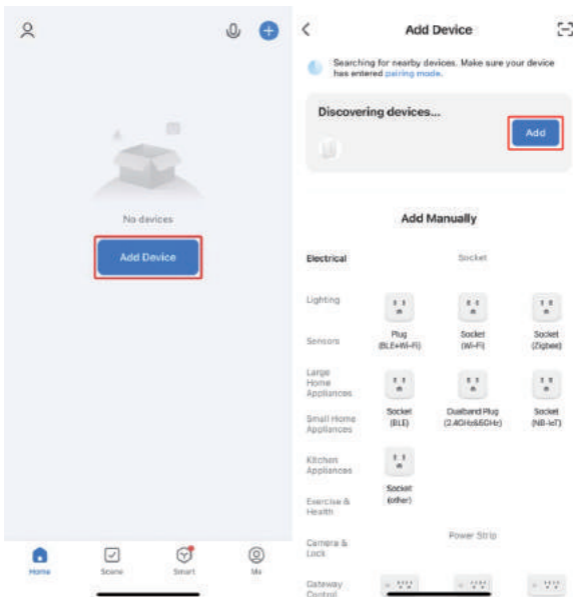 No devices
Add Device
Home
Scene
Smart
Me
Add Device
Searching for nearby devices. Make sure your device
has entered pairing mode.
Discovering devices...
Add
Add Manually
Electrical
Socket
Lighting
Sensors
Plug
(BLE+Wi-Fi)
Socket
(Wi-Fi)
Socket
(Zigbee)
Large
Home
Appliances
Small Home
Appliances
Socket
(BLE)
Dualband Plug
(2.4GHz&5GHz)
Socket
(NB-IoT)
Kitchen
Appliances
Socket
(other)
Exercise &
Health
Camera &
Lock
Power Strip
Gateway
Control